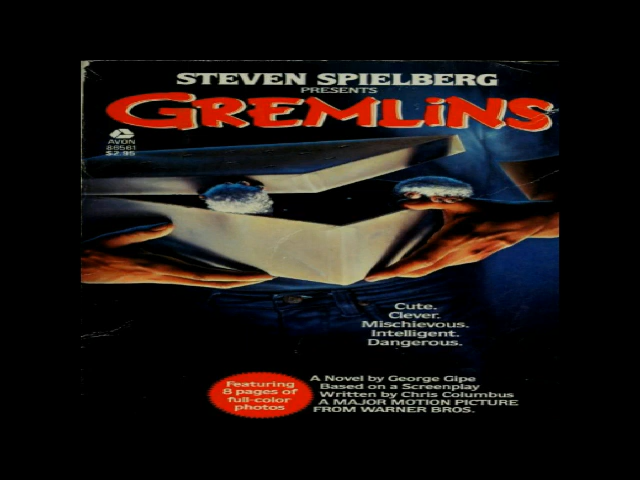 STEVEN SPIELBERG
PRESENTS
GREMLINS
AVON
86561
$2.95
Cute.
Clever.
Mischievous.
Intelligent.
Dangerous.
Featuring
8 pages of
full-color
photos
A Novel by George Gipe
Based on a Screenplay
Written by Chris Columbus
A MAJOR MOTION PICTURE
FROM WARNER BROS.